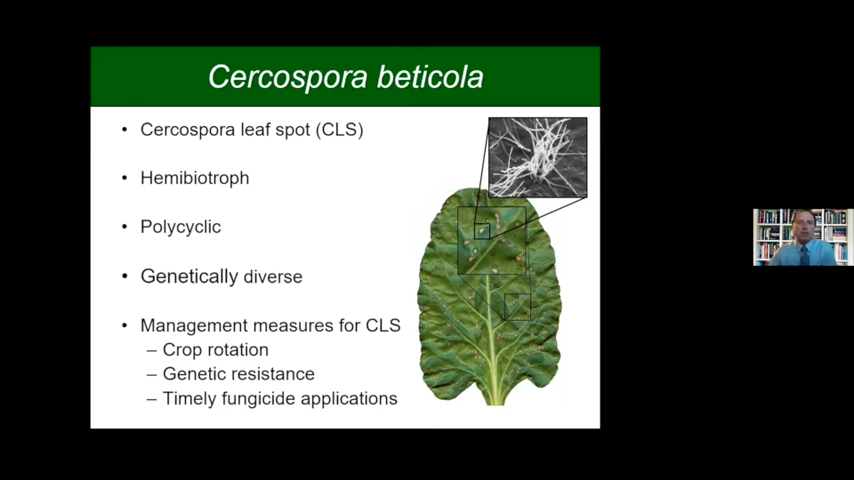 Cercospora beticola
• Cercospora leaf spot (CLS)
• Hemibiotroph
• Polycyclic
• Genetically diverse
• Management measures for CLS
– Crop rotation
– Genetic resistance
– Timely fungicide applications